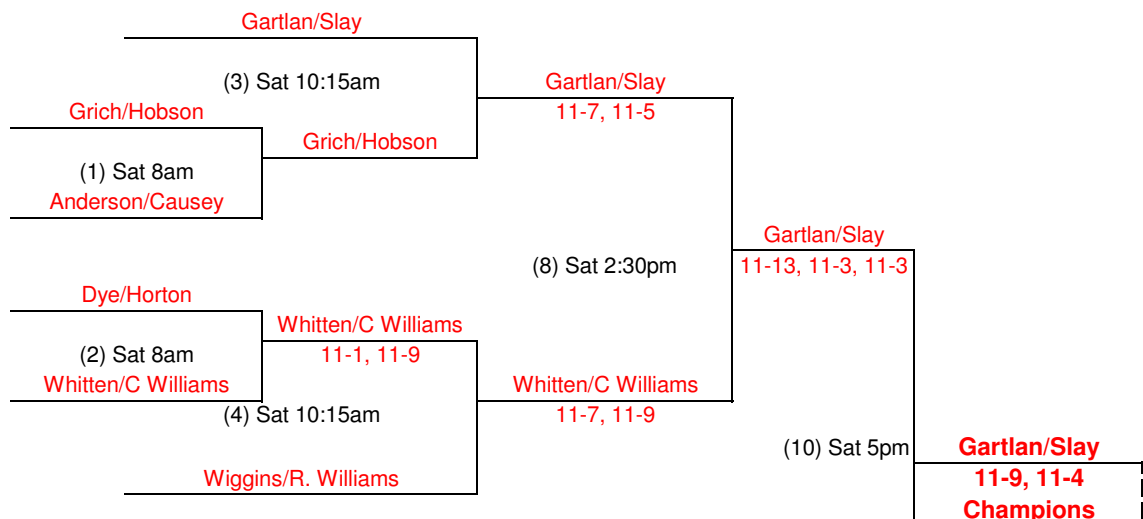 Gartlan/Slay
(3) Sat 10:15am
Gartlan/Slay
Grich/Hobson
11-7, 11-5
Grich/Hobson
(1) Sat 8am
Anderson/Causey
Gartlan/Slay
(8) Sat 2:30pm
11-13, 11-3, 11-3
Dye/Horton
Whitten/C Williams
(2) Sat 8am
11-1, 11-9
Whitten/C Williams
Whitten/C Williams
(4) Sat 10:15am
11-7, 11-9
(10) Sat 5pm
Gartlan/Slay
Wiggins/R. Williams
11-9, 11-4
Champions